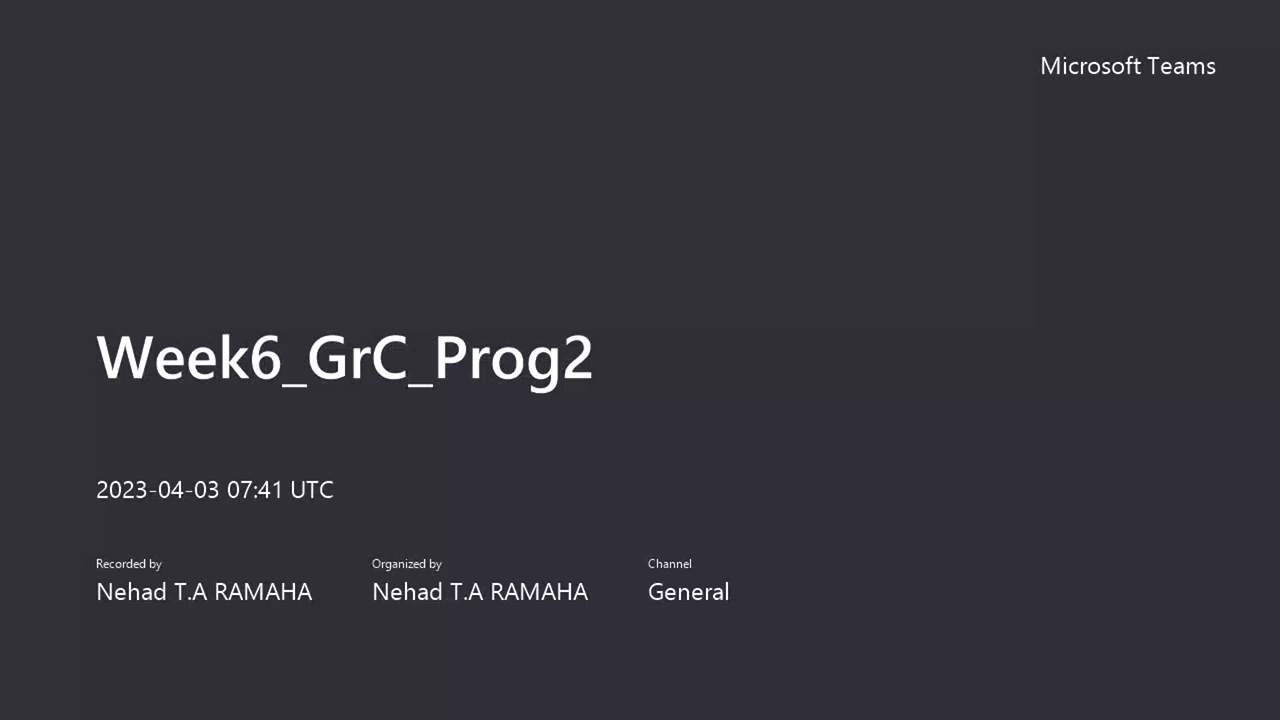 Microsoft Teams
Week6_GrC_Prog2
2023-04-03 07:41 UTC
Recorded by
Nehad T.A RAMAHA
Organized by
Nehad T.A RAMAHA
Channel
General